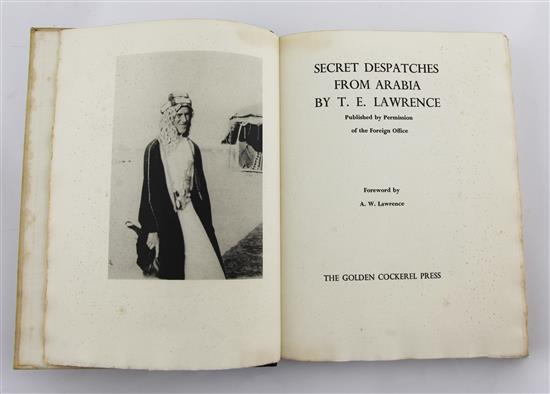 SECRET DESPATCHES
FROM ARABIA
BY T. E. LAWRENCE
Published by Permission
of the Foreign Office
Foreword by
A. W. Lawrence
THE GOLDEN COCKEREL PRESS